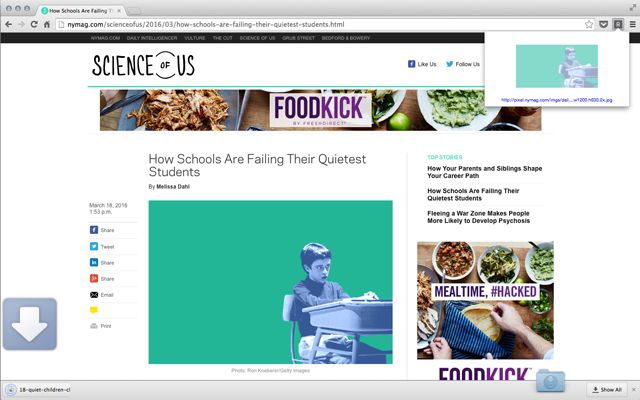 How Schools Are Failing Th
nymag.com/scienceofus/2016/03/how-schools-are-failing-their-quietest-students.html
NYMAG.COM DAILY INTELLIGENCER VULTURE THE CUT SCIENCE OF US GRUB STREET BEDFORD & BOWERY
SCIENCE OF US
Like Us
Follow Us
http://pixel.nymag.com/imgs/dail...w1200.h630.2x.jpg
FOODKICK
BY FRESHDIRECT
How Schools Are Failing Their Quietest
Students
By Melissa Dahl
March 18, 2016
1:53 p.m.
Share
Tweet
Share
Share
Email
Print
Photo: Ron Koeberer/Getty Images
TOP STORIES
How Your Parents and Siblings Shape
Your Career Path
How Schools Are Failing Their
Quietest Students
Fleeing a War Zone Makes People
More Likely to Develop Psychosis
MEALTIME, #HACKED
FOODKICK
18-quiet-children-cl
Show All